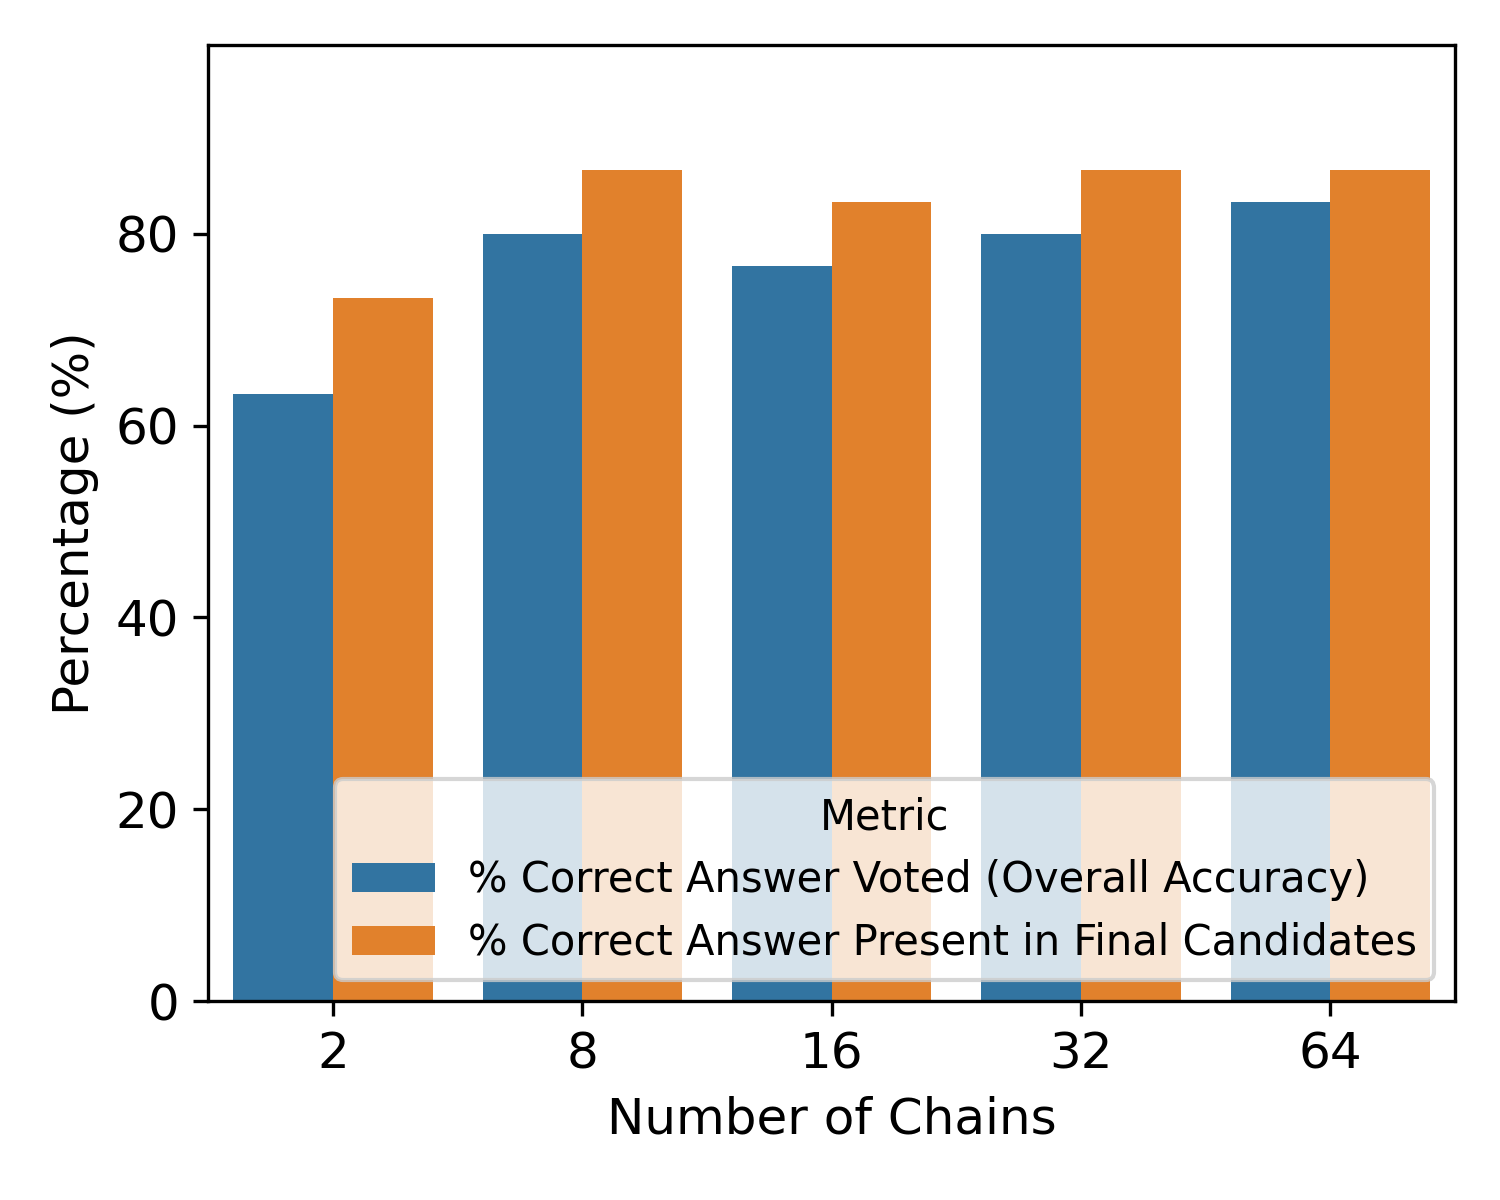 Percentage (%)
80
60
40
20
0
Metric
% Correct Answer Voted (Overall Accuracy)
% Correct Answer Present in Final Candidates
2 8 16 32 64
Number of Chains